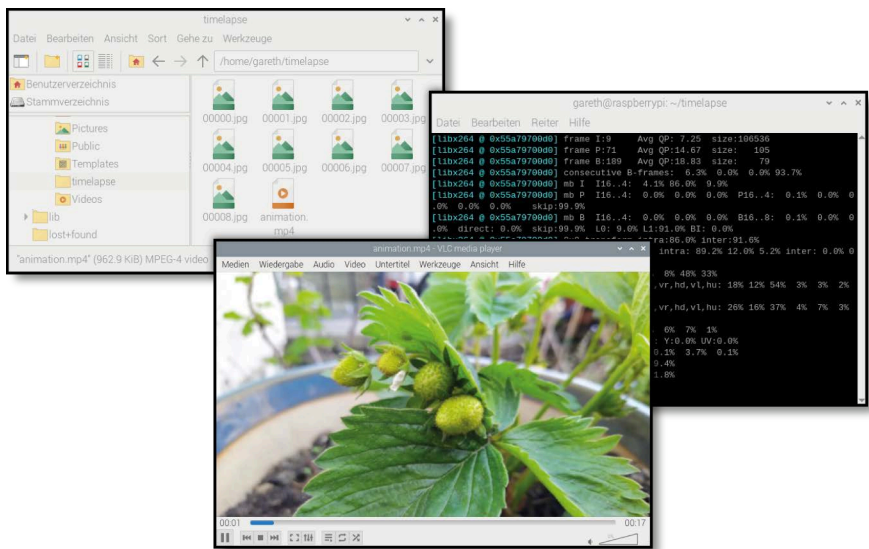 timelapse
Datei Bearbeiten Ansicht Sort Gehe zu Werkzeuge
/home/gareth/timelapse
Benutzerverzeichnis
Stammverzeichnis
Pictures
Public
Templates
timelapse
Videos
lib
lost+found
00000.jpg 00001.jpg 00002.jpg 00003.jpg
00004.jpg 00005.jpg 00006.jpg 00007.jpg
00008.jpg animation.
mp4
"animation.mp4" (962.9 KiB) MPEG-4 video
gareth@raspberrypi: ~/timelapse
Datei Bearbeiten Reiter Hilfe
[libx264 @ 0x55a79700d0] frame I:9 Avg QP: 7.25 size:106536
[libx264 @ 0x55a79700d0] frame P:71 Avg QP:14.67 size: 105
[libx264 @ 0x55a79700d0] frame B:189 Avg QP:18.83 size: 79
[libx264 @ 0x55a79700d0] consecutive B-frames: 6.3% 0.0% 0.0% 93.7%
[libx264 @ 0x55a79700d0] mb I I16..4: 4.1% 86.0% 9.9%
[libx264 @ 0x55a79700d0] mb P I16..4: 0.0% 0.0% 0.0% P16..4: 0.1% 0.0% 0
.0% 0.0% 0.0% skip:99.9%
[libx264 @ 0x55a79700d0] mb B I16..4: 0.0% 0.0% 0.0% B16..8: 0.1% 0.0% 0
.0% direct: 0.0% skip:99.9% L0: 9.0% L1:91.0% BI: 0.0%
intra:86.0% inter:91.6%
intra: 89.2% 12.0% 5.2% inter: 0.0% 0
8% 48% 33%
,vr,hd,vl,hu: 18% 12% 54% 3% 3% 2%
,vr,hd,vl,hu: 26% 16% 37% 4% 7% 3%
6% 7% 1%
: Y:0.0% UV:0.0%
0.1% 3.7% 0.1%
9.4%
1.8%
animation.mp4 - VLC media player
Medien Wiedergabe Audio Video Untertitel Werkzeuge Ansicht Hilfe
00:01 00:17